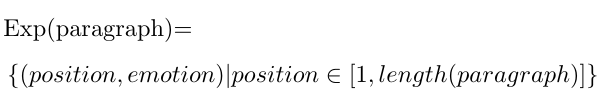 Exp(paragraph)=
{(position, emotion)|position ∈ [1, length(paragraph)]}